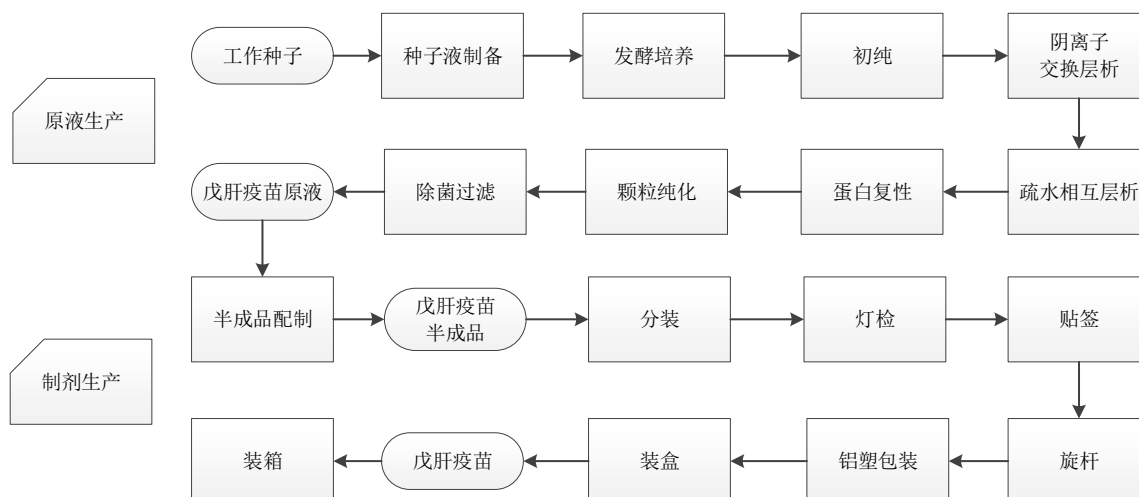 原液生产
工作种子
种子液制备
发酵培养
初纯
阴离子
交换层析
疏水相互层析
蛋白复性
颗粒纯化
除菌过滤
戊肝疫苗原液
制剂生产
半成品配制
戊肝疫苗
半成品
分装
灯检
贴签
旋杆
铝塑包装
装盒
戊肝疫苗
装箱